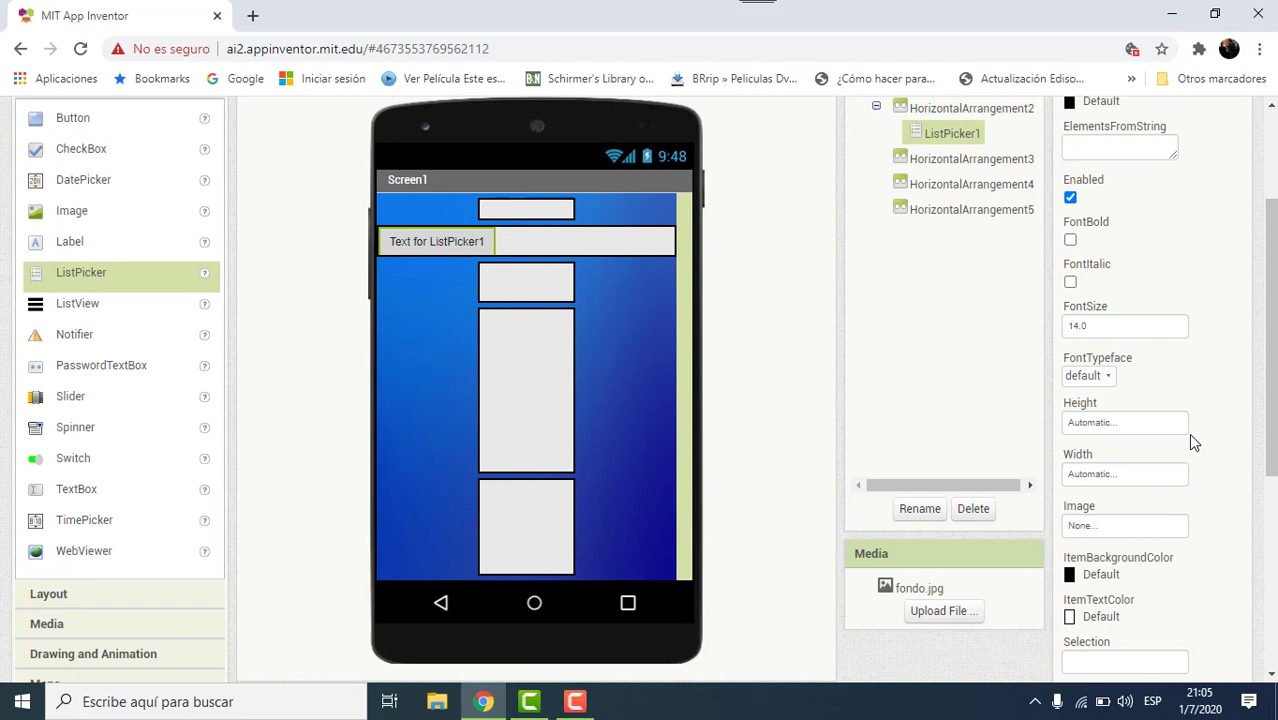 MIT App Inventor
No es seguro
ai2.appinventor.mit.edu/#4673553769562112
Aplicaciones
Bookmarks
Google
Iniciar sesión
Ver Película Este es...
Schirmer's Library o...
BRrip » Peliculas Dv...
¿Cómo hacer para...
Actualización Ediso...
»
Otros marcadores
Button
CheckBox
DatePicker
Image
Label
ListPicker
ListView
Notifier
PasswordTextBox
Slider
Spinner
Switch
TextBox
TimePicker
WebViewer
Layout
Media
Drawing and Animation
9:48
Screen1
Text for ListPicker1
HorizontalArrangement2
ListPicker1
HorizontalArrangement3
HorizontalArrangement4
HorizontalArrangement5
Rename
Delete
Media
fondo.jpg
Upload File ...
Default
ElementsFromString
Enabled
FontBold
FontItalic
FontSize
14.0
FontTypeface
default
Height
Automatic...
Width
Automatic...
Image
None...
ItemBackgroundColor
Default
ItemTextColor
Default
Selection
Escribe aquí para buscar
ESP
21:05
1/7/2020